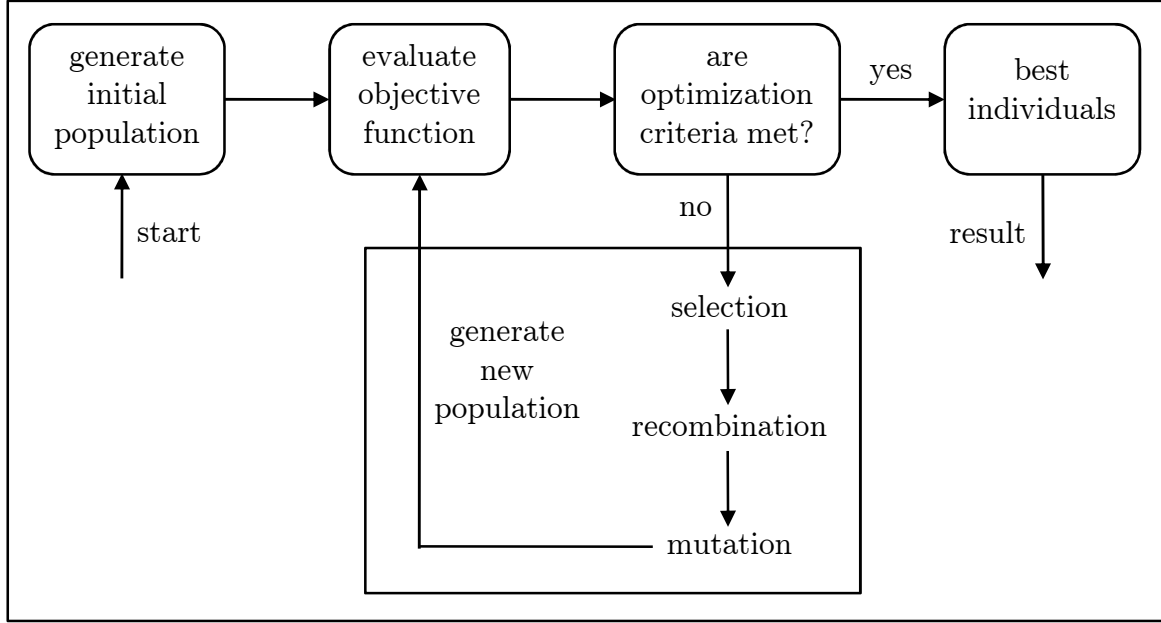 generate
initial
population
evaluate
objective
function
are
optimization
criteria met?
yes
best
individuals
start
no
result
selection
generate
new
population
recombination
mutation